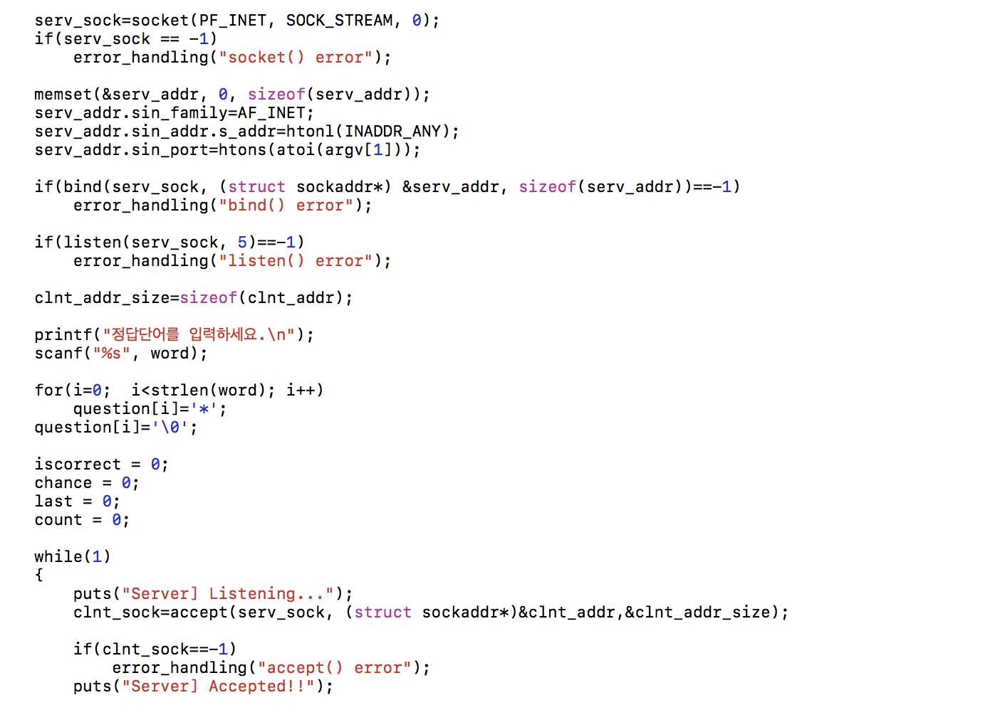 serv_sock=socket(PF_INET, SOCK_STREAM, 0);
if(serv_sock == -1)
    error_handling("socket() error");

memset(&serv_addr, 0, sizeof(serv_addr));
serv_addr.sin_family=AF_INET;
serv_addr.sin_addr.s_addr=htonl(INADDR_ANY);
serv_addr.sin_port=htons(atoi(argv[1]));

if(bind(serv_sock, (struct sockaddr*) &serv_addr, sizeof(serv_addr))==-1)
    error_handling("bind() error");

if(listen(serv_sock, 5)==-1)
    error_handling("listen() error");

clnt_addr_size=sizeof(clnt_addr);

printf("정답단어를 입력하세요.\n");
scanf("%s", word);

for(i=0;  i<strlen(word); i++)
    question[i]='*';
question[i]='\0';

iscorrect = 0;
chance = 0;
last = 0;
count = 0;

while(1)
{
    puts("Server] Listening...");
    clnt_sock=accept(serv_sock, (struct sockaddr*)&clnt_addr,&clnt_addr_size);

    if(clnt_sock==-1)
        error_handling("accept() error");
    puts("Server] Accepted!!");